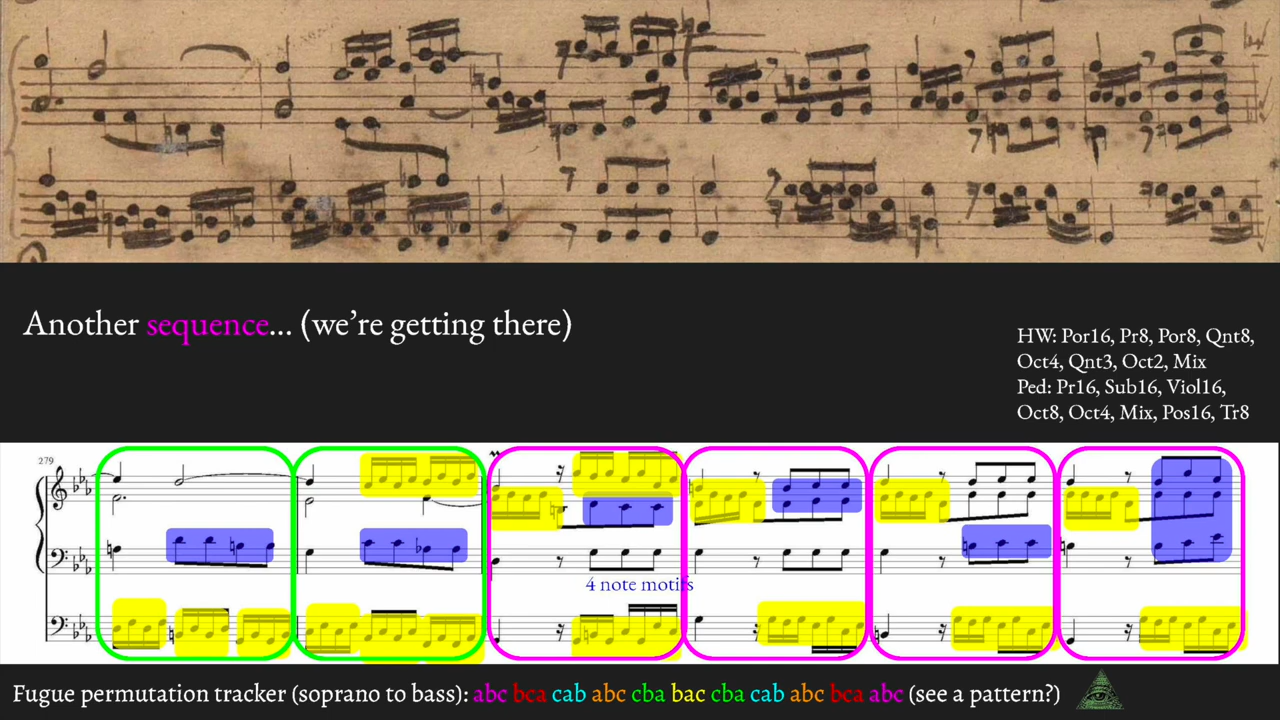 Another sequence... (we're getting there)
HW: Por16, Pr8, Por8, Qnt8,
Oct4, Qnt3, Oct2, Mix
Ped: Pr16, Sub16, Viol16,
Oct8, Oct4, Mix, Pos16, Tr8
279
4 note motifs
Fugue permutation tracker (soprano to bass): abc bca cab abc cba bac cba cab abc bca abc (see a pattern?)